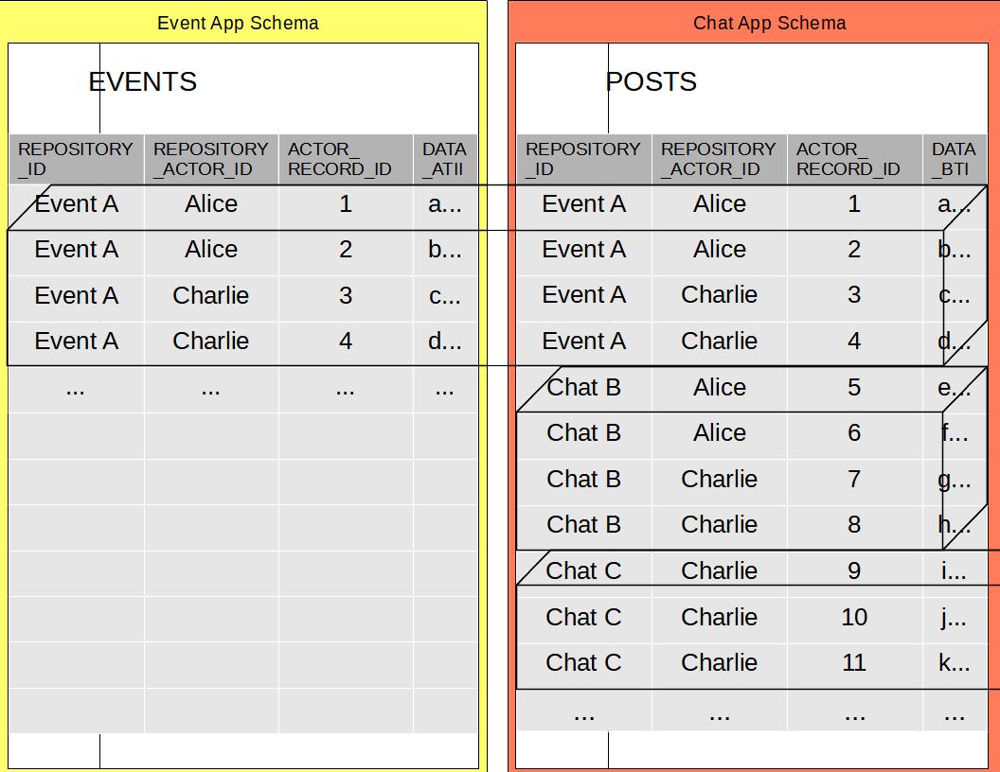 Event App Schema
EVENTS
REPOSITORY _ID REPOSITORY _ACTOR_ID ACTOR_ RECORD_ID DATA _ATII
Event A Alice 1 a...
Event A Alice 2 b...
Event A Charlie 3 c...
Event A Charlie 4 d...
... ... ... ...
Chat App Schema
POSTS
REPOSITORY _ID REPOSITORY _ACTOR_ID ACTOR_ RECORD_ID DATA _BTI
Event A Alice 1 a...
Event A Alice 2 b...
Event A Charlie 3 c...
Event A Charlie 4 d...
Chat B Alice 5 e...
Chat B Alice 6 f...
Chat B Charlie 7 g...
Chat B Charlie 8 h...
Chat C Charlie 9 i...
Chat C Charlie 10 j...
Chat C Charlie 11 k...
... ... ... ...